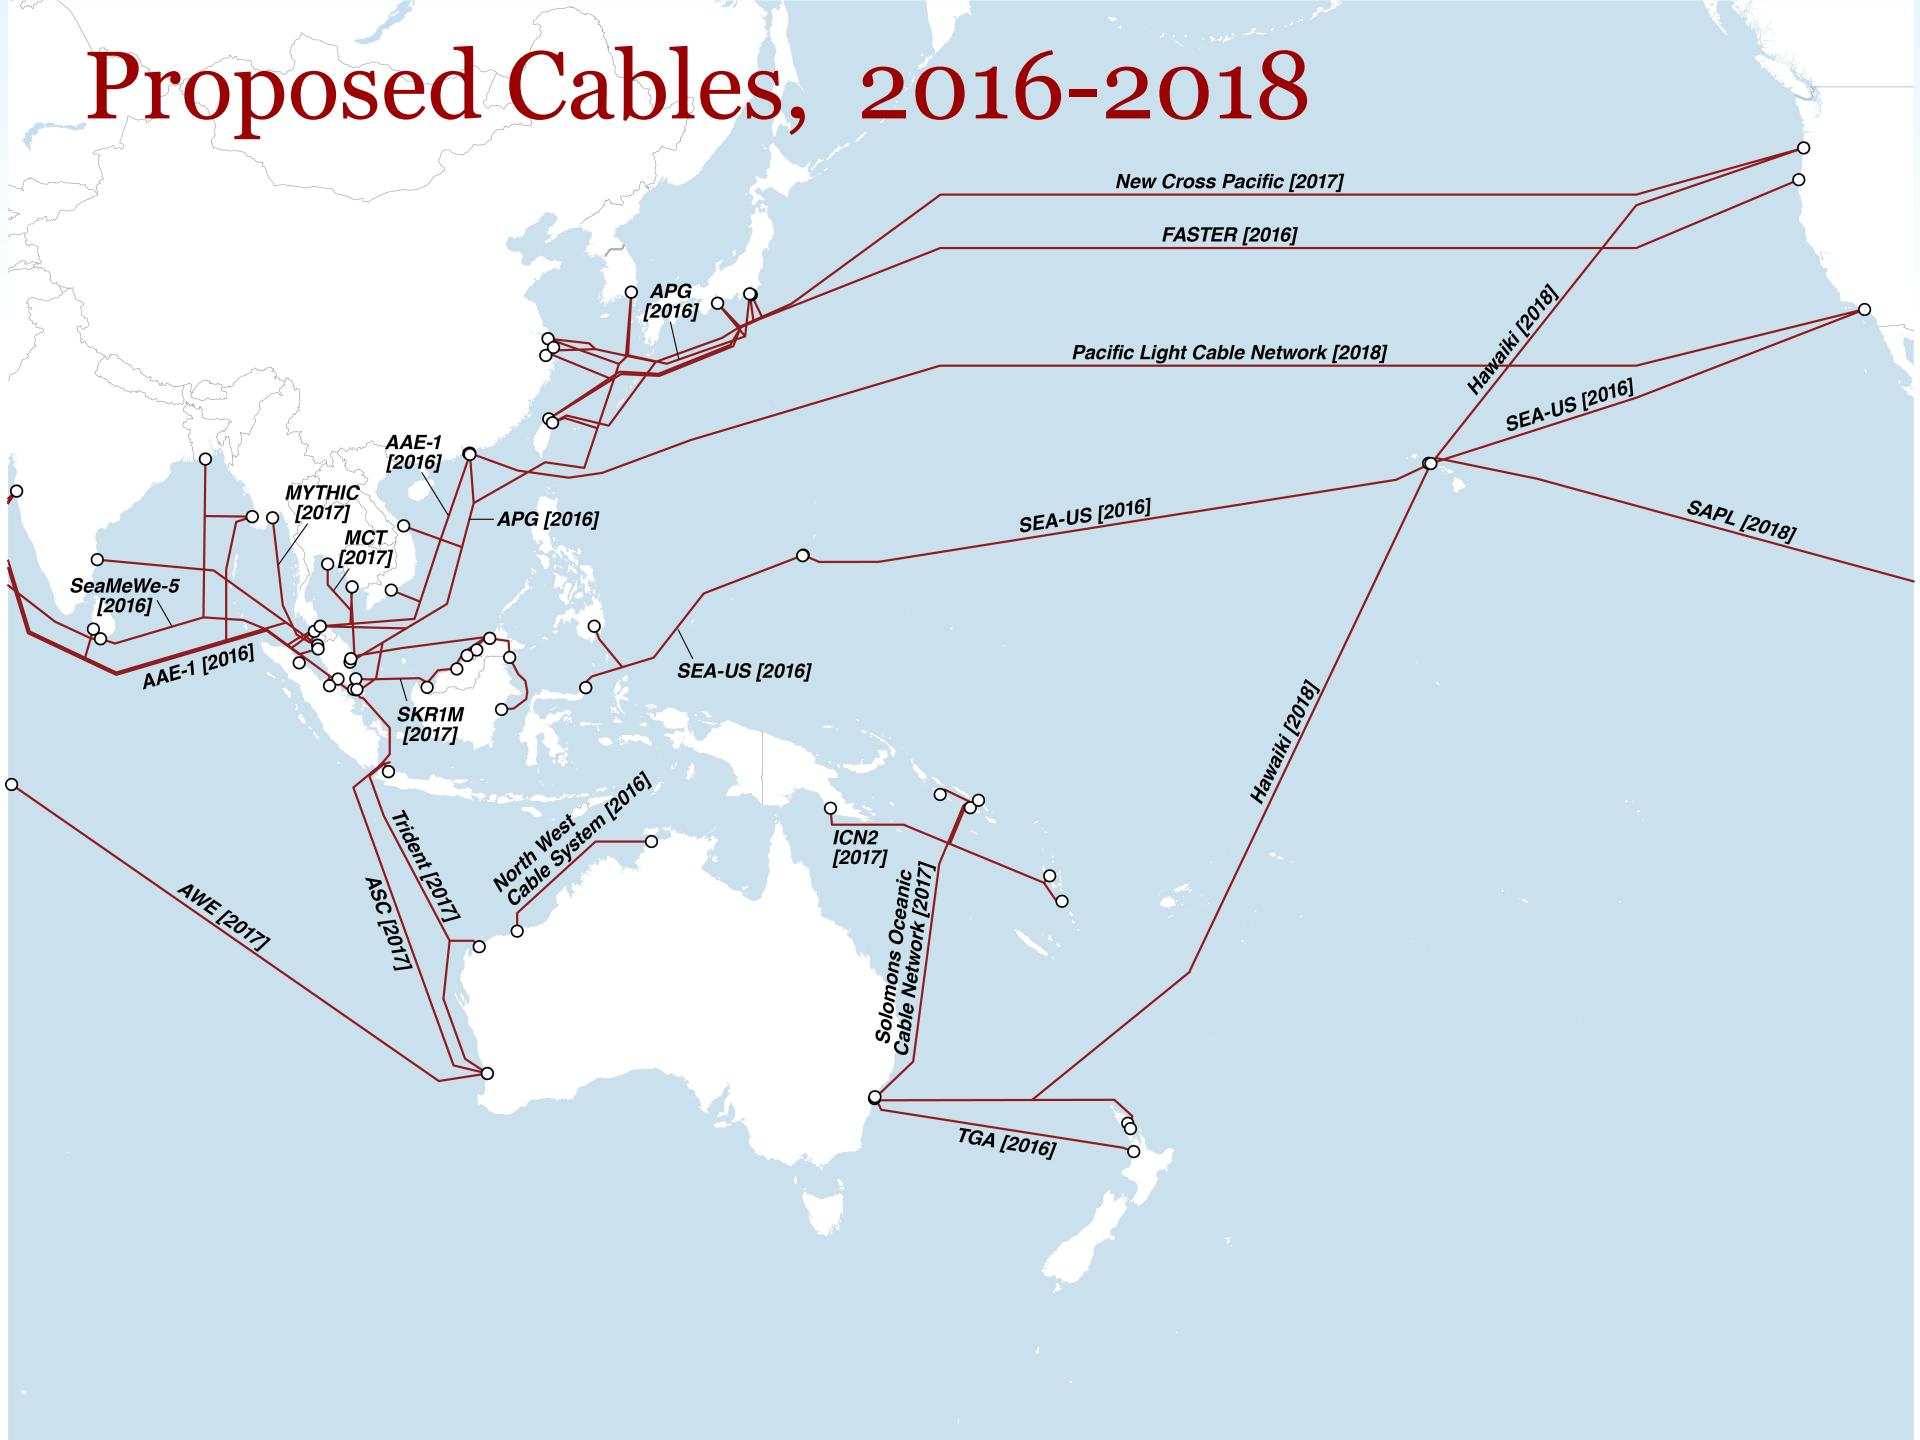 Proposed Cables, 2016-2018
New Cross Pacific [2017]
FASTER [2016]
APG
[2016]
Hawaiki [2018]
Pacific Light Cable Network [2018]
SEA-US [2016]
AAE-1
[2016]
MYTHIC
[2017]
APG [2016]
SEA-US [2016]
SAPL [2018]
MCT
[2017]
SeaMeWe-5
[2016]
AAE-1 [2016]
SEA-US [2016]
SKR1M
[2017]
Hawaiki [2018]
North West
Cable System [2016]
Trident [2017]
ICN2
[2017]
ASC [2017]
AWE [2017]
Solomons Oceanic
Cable Network [2017]
TGA [2016]